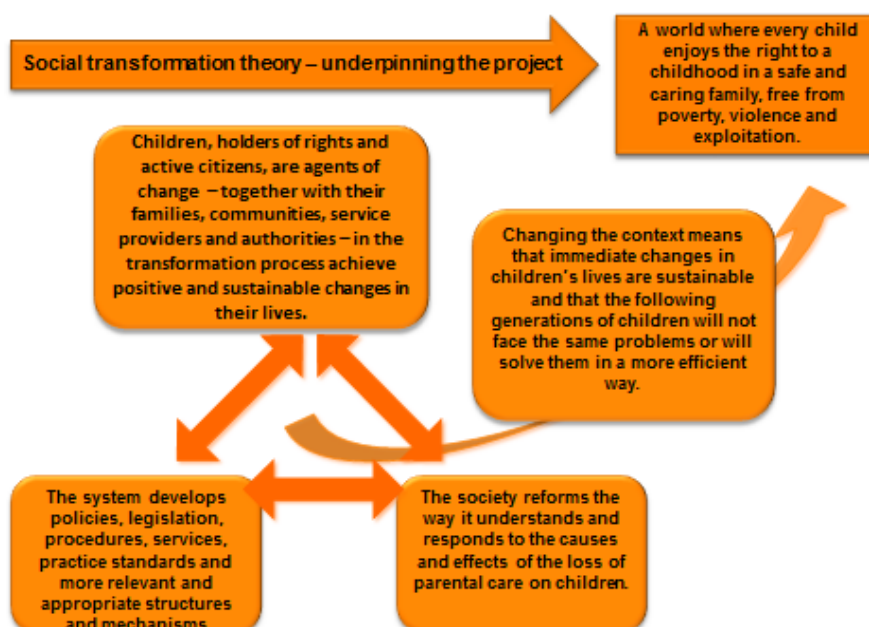 Social transformation theory – underpinning the project
A world where every child
enjoys the right to a
childhood in a safe and
caring family, free from
poverty, violence and
exploitation.
Children, holders of rights and
active citizens, are agents of
change – together with their
families, communities, service
providers and authorities – in the
transformation process achieve
positive and sustainable changes in
their lives.
Changing the context means
that immediate changes in
children's lives are sustainable
and that the following
generations of children will not
face the same problems or will
solve them in a more efficient
way.
The system develops
policies, legislation,
procedures, services,
practice standards and
more relevant and
appropriate structures
and mechanisms
The society reforms the
way it understands and
responds to the causes
and effects of the loss of
parental care on children.